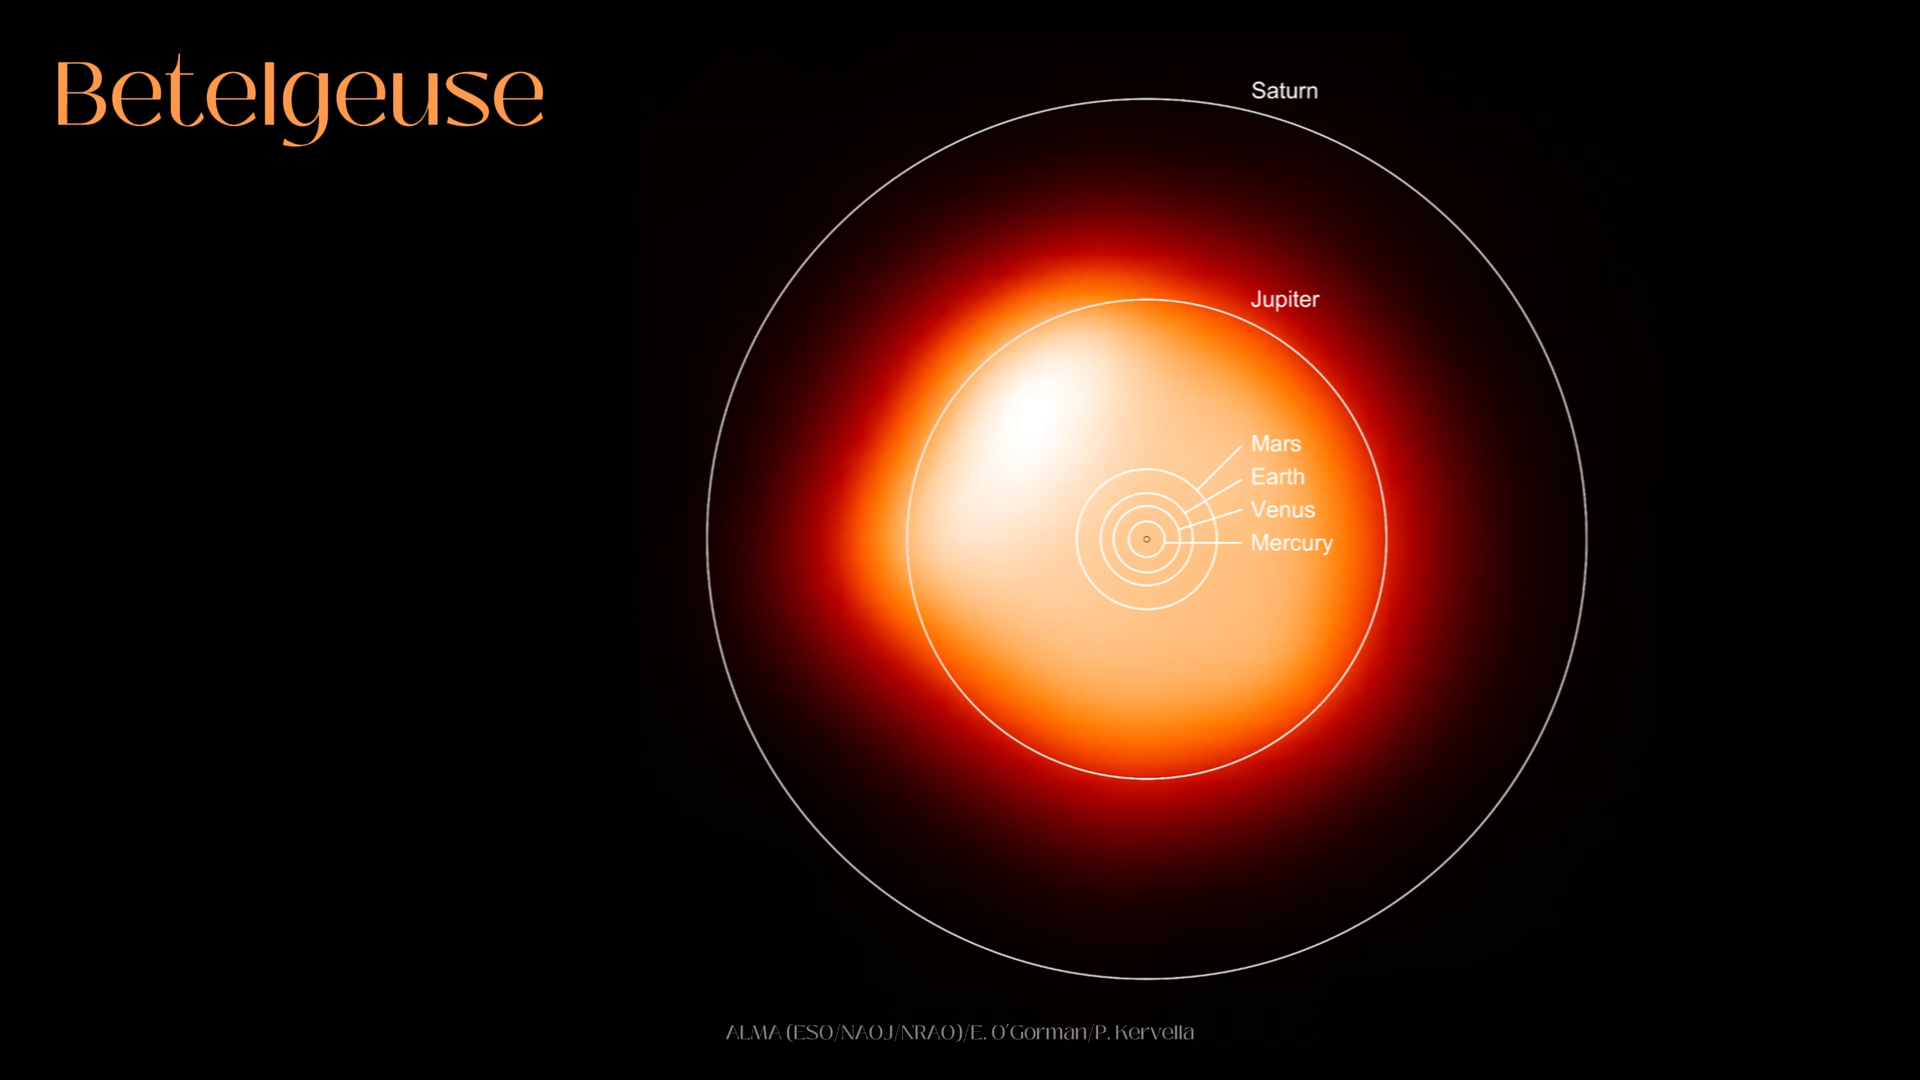 Betelgeuse
Saturn
Jupiter
Mars
Earth
Venus
Mercury
ALMA (ESO/NAOJ/NRAO)/E. O'Gorman/P. Kervella